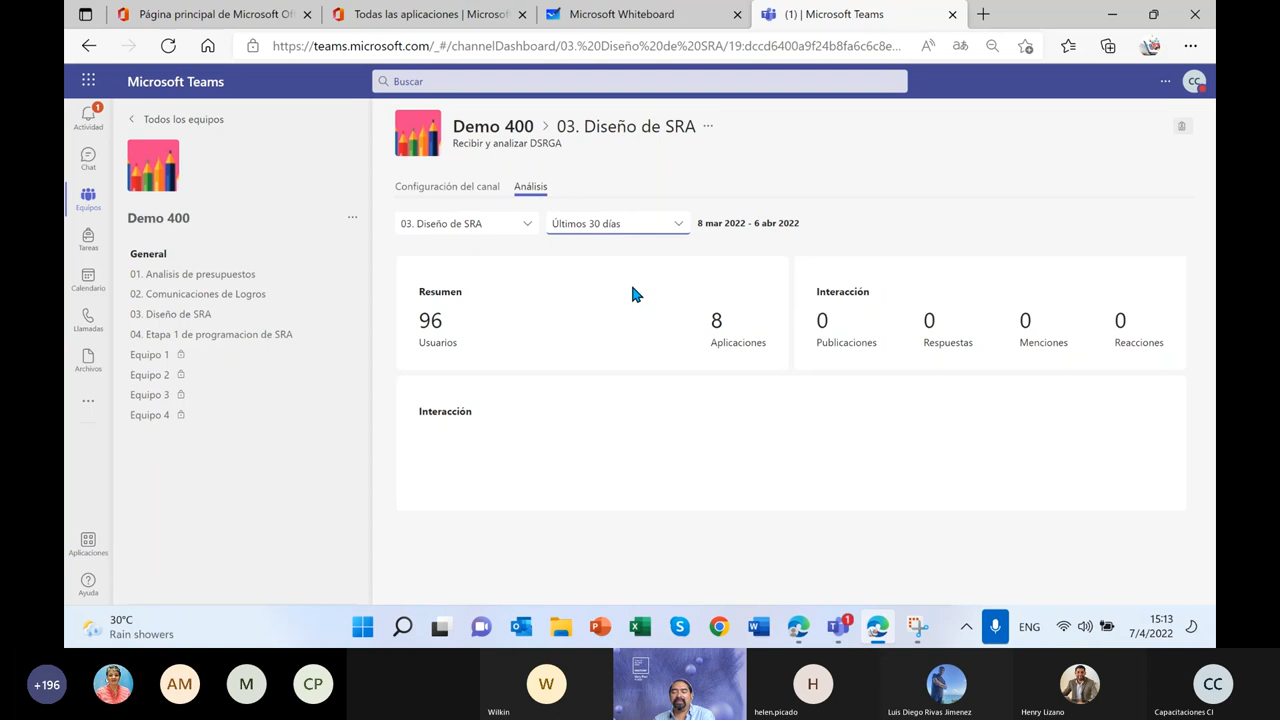 Página principal de Microsoft Of
Todas las aplicaciones | Microsof
Microsoft Whiteboard
(1) | Microsoft Teams
https://teams.microsoft.com/_#/channelDashboard/03.%20Diseño%20de%20SRA/19:dccd6400a9f24b8fa6c6c8e...
Microsoft Teams
Buscar
CC
1
Actividad
Chat
Equipos
Tareas
Calendario
Llamadas
Archivos
Aplicaciones
Ayuda
Todos los equipos
Demo 400
General
01. Analisis de presupuestos
02. Comunicaciones de Logros
03. Diseño de SRA
04. Etapa 1 de programacion de SRA
Equipo 1
Equipo 2
Equipo 3
Equipo 4
Demo 400 > 03. Diseño de SRA ...
Recibir y analizar DSRGA
Configuración del canal
Análisis
03. Diseño de SRA
Últimos 30 días
8 mar 2022 - 6 abr 2022
Resumen
96
Usuarios
8
Aplicaciones
Interacción
0
Publicaciones
0
Respuestas
0
Menciones
0
Reacciones
Interacción
30°C
Rain showers
1
ENG
15:13
7/4/2022
+196
AM
M
CP
W
Wilkin
H
helen.picado
Luis Diego Rivas Jimenez
Henry Lizano
CC
Capacitaciones CI